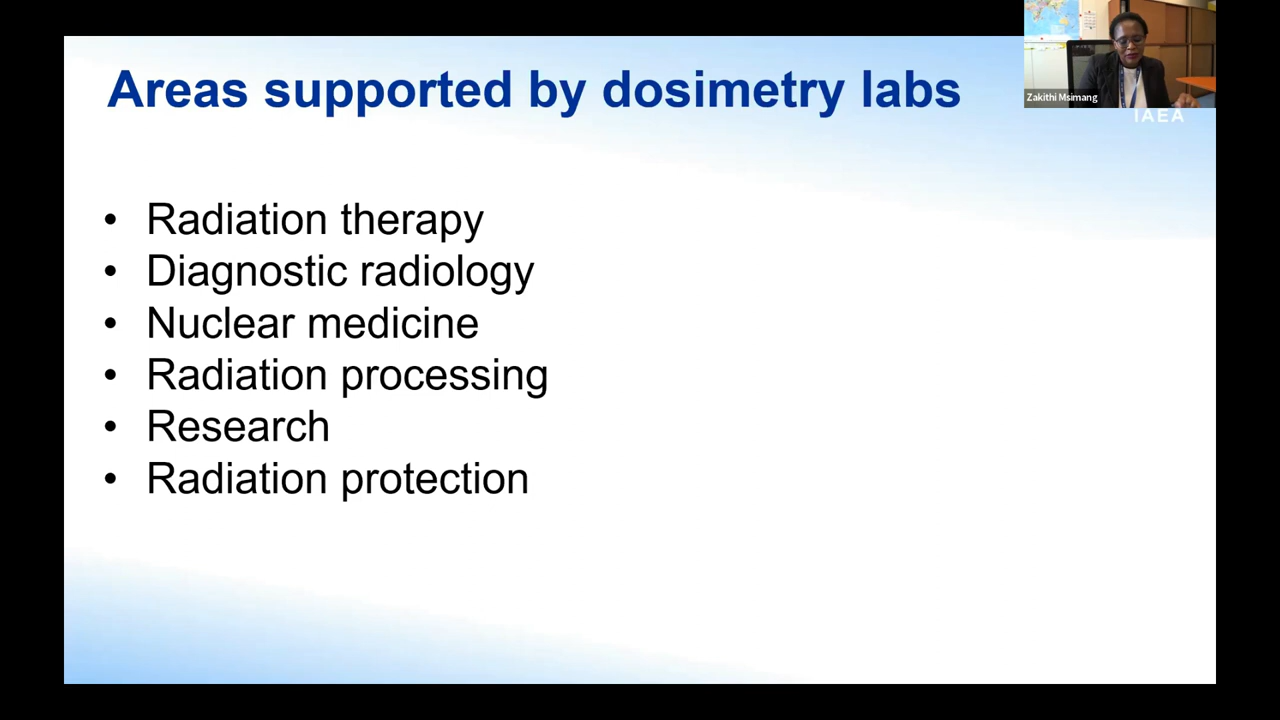 Areas supported by dosimetry labs
Zakithi Msimang
IAEA
• Radiation therapy
• Diagnostic radiology
• Nuclear medicine
• Radiation processing
• Research
• Radiation protection